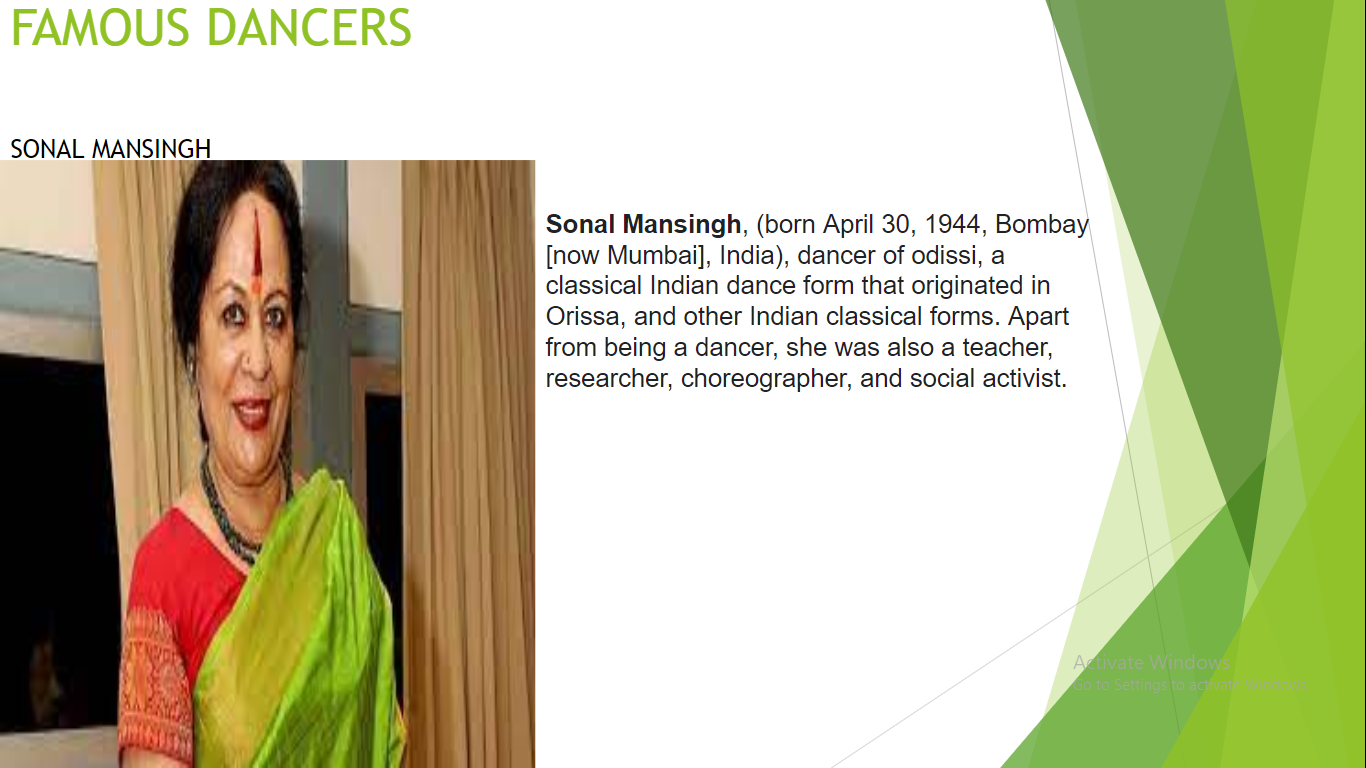 FAMOUS DANCERS
SONAL MANSINGH
Sonal Mansingh, (born April 30, 1944, Bombay
[now Mumbai], India), dancer of odissi, a
classical Indian dance form that originated in
Orissa, and other Indian classical forms. Apart
from being a dancer, she was also a teacher,
researcher, choreographer, and social activist.
Activate Windows
Go to Settings to activate Windows.